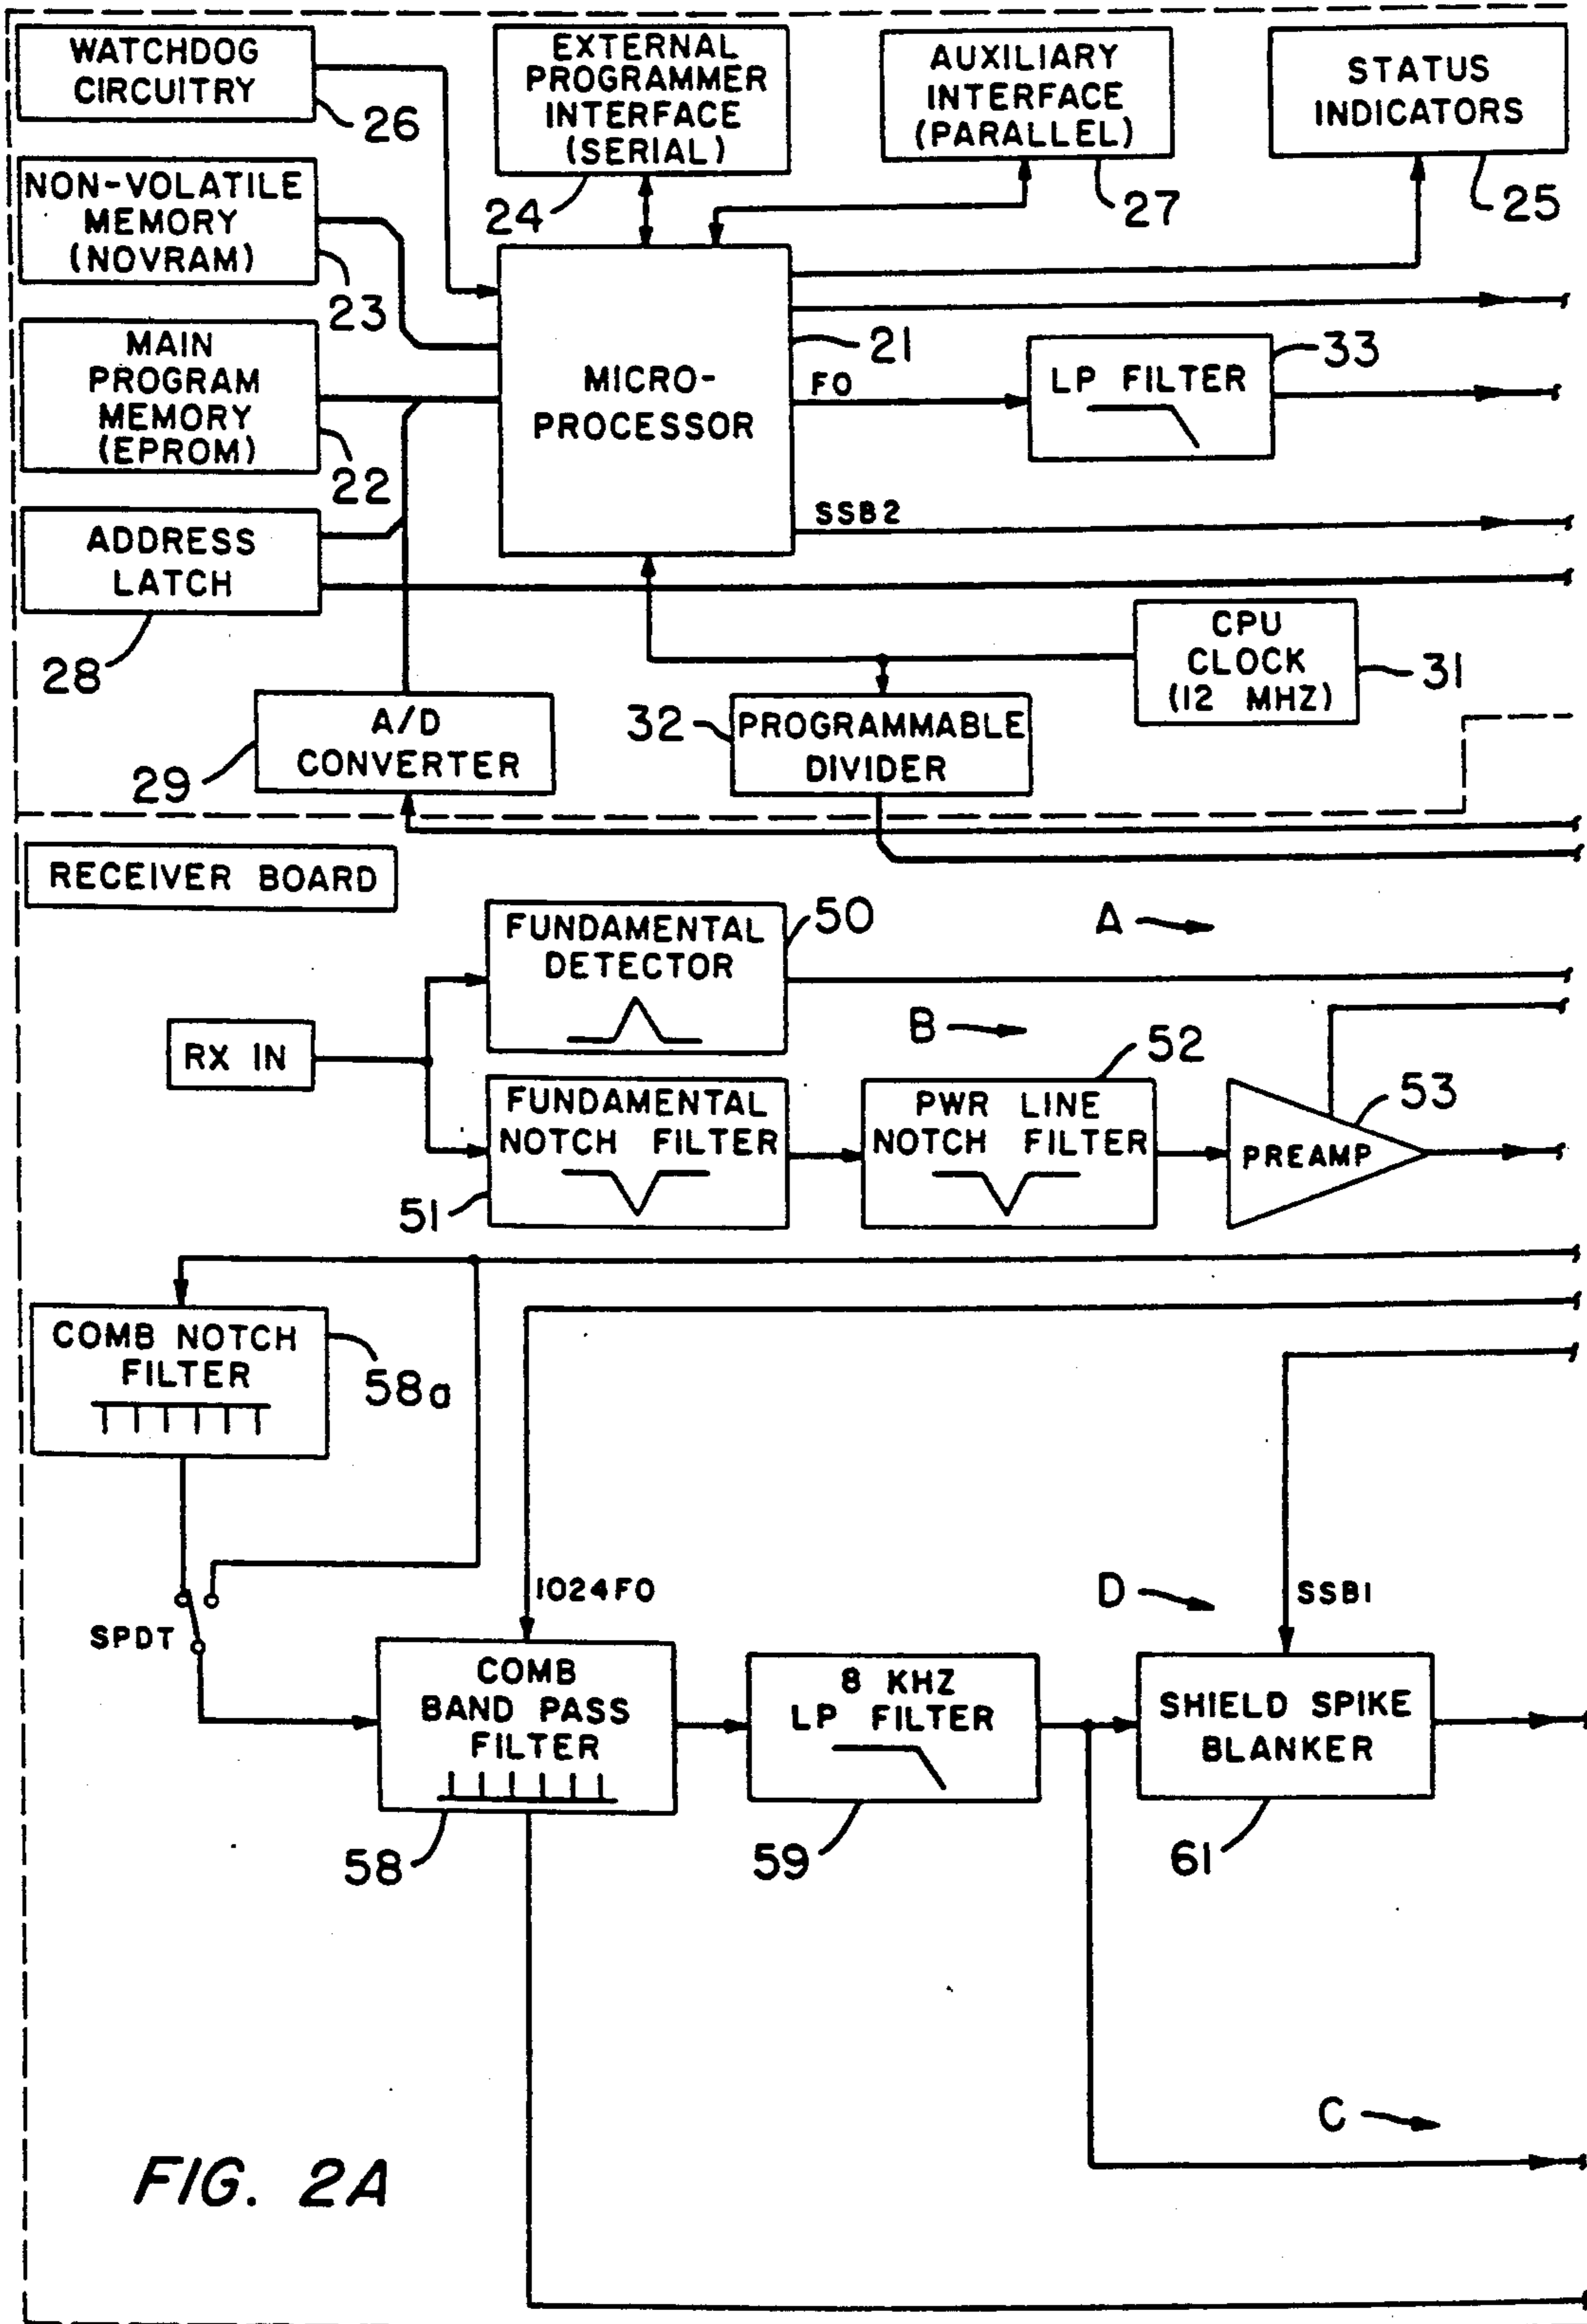 WATCHDOG
CIRCUITRY
26
EXTERNAL
PROGRAMMER
INTERFACE
(SERIAL)
24
AUXILIARY
INTERFACE
(PARALLEL)
27
STATUS
INDICATORS
25
NON-VOLATILE
MEMORY
(NOVRAM)
23
MAIN
PROGRAM
MEMORY
(EPROM)
22
MICRO-
PROCESSOR
21
FO
LP FILTER
33
SSB2
ADDRESS
LATCH
28
CPU
CLOCK
(12 MHZ)
31
A/D
CONVERTER
29
32
PROGRAMMABLE
DIVIDER
RECEIVER BOARD
FUNDAMENTAL
DETECTOR
50
A
B
RX IN
FUNDAMENTAL
NOTCH FILTER
51
PWR LINE
NOTCH FILTER
52
PREAMP
53
COMB NOTCH
FILTER
58a
SPDT
1024FO
D
SSB1
COMB
BAND PASS
FILTER
58
8 KHZ
LP FILTER
59
SHIELD SPIKE
BLANKER
61
C
FIG. 2A